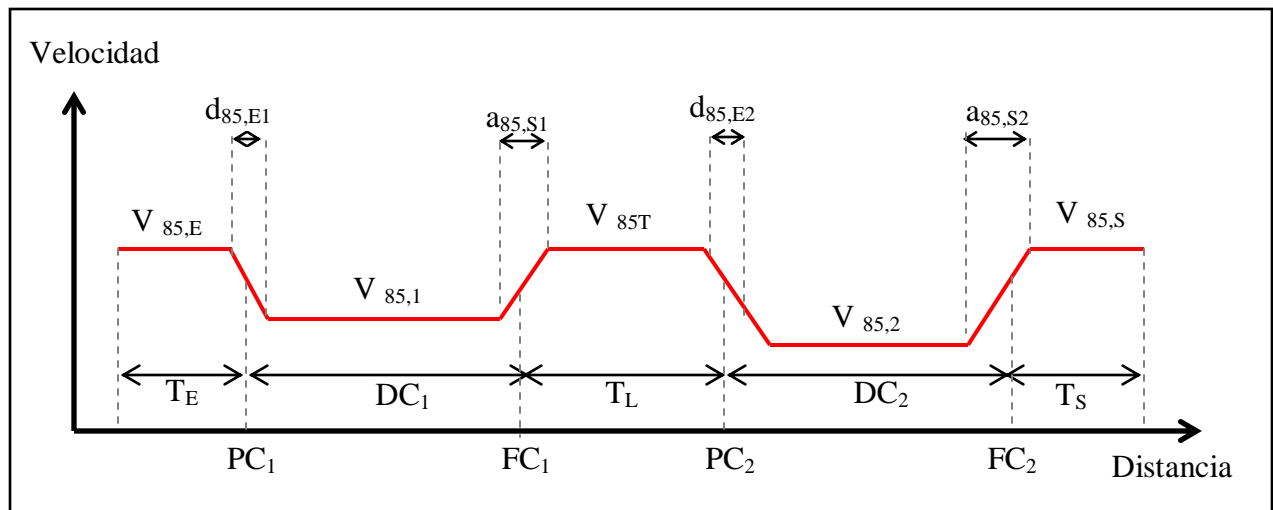 Velocidad
d85,E1
a85,S1
d85,E2
a85,S2
V 85,E
V 85,1
V 85T
V 85,2
V 85,S
TE
DC1
TL
DC2
TS
PC1
FC1
PC2
FC2
Distancia